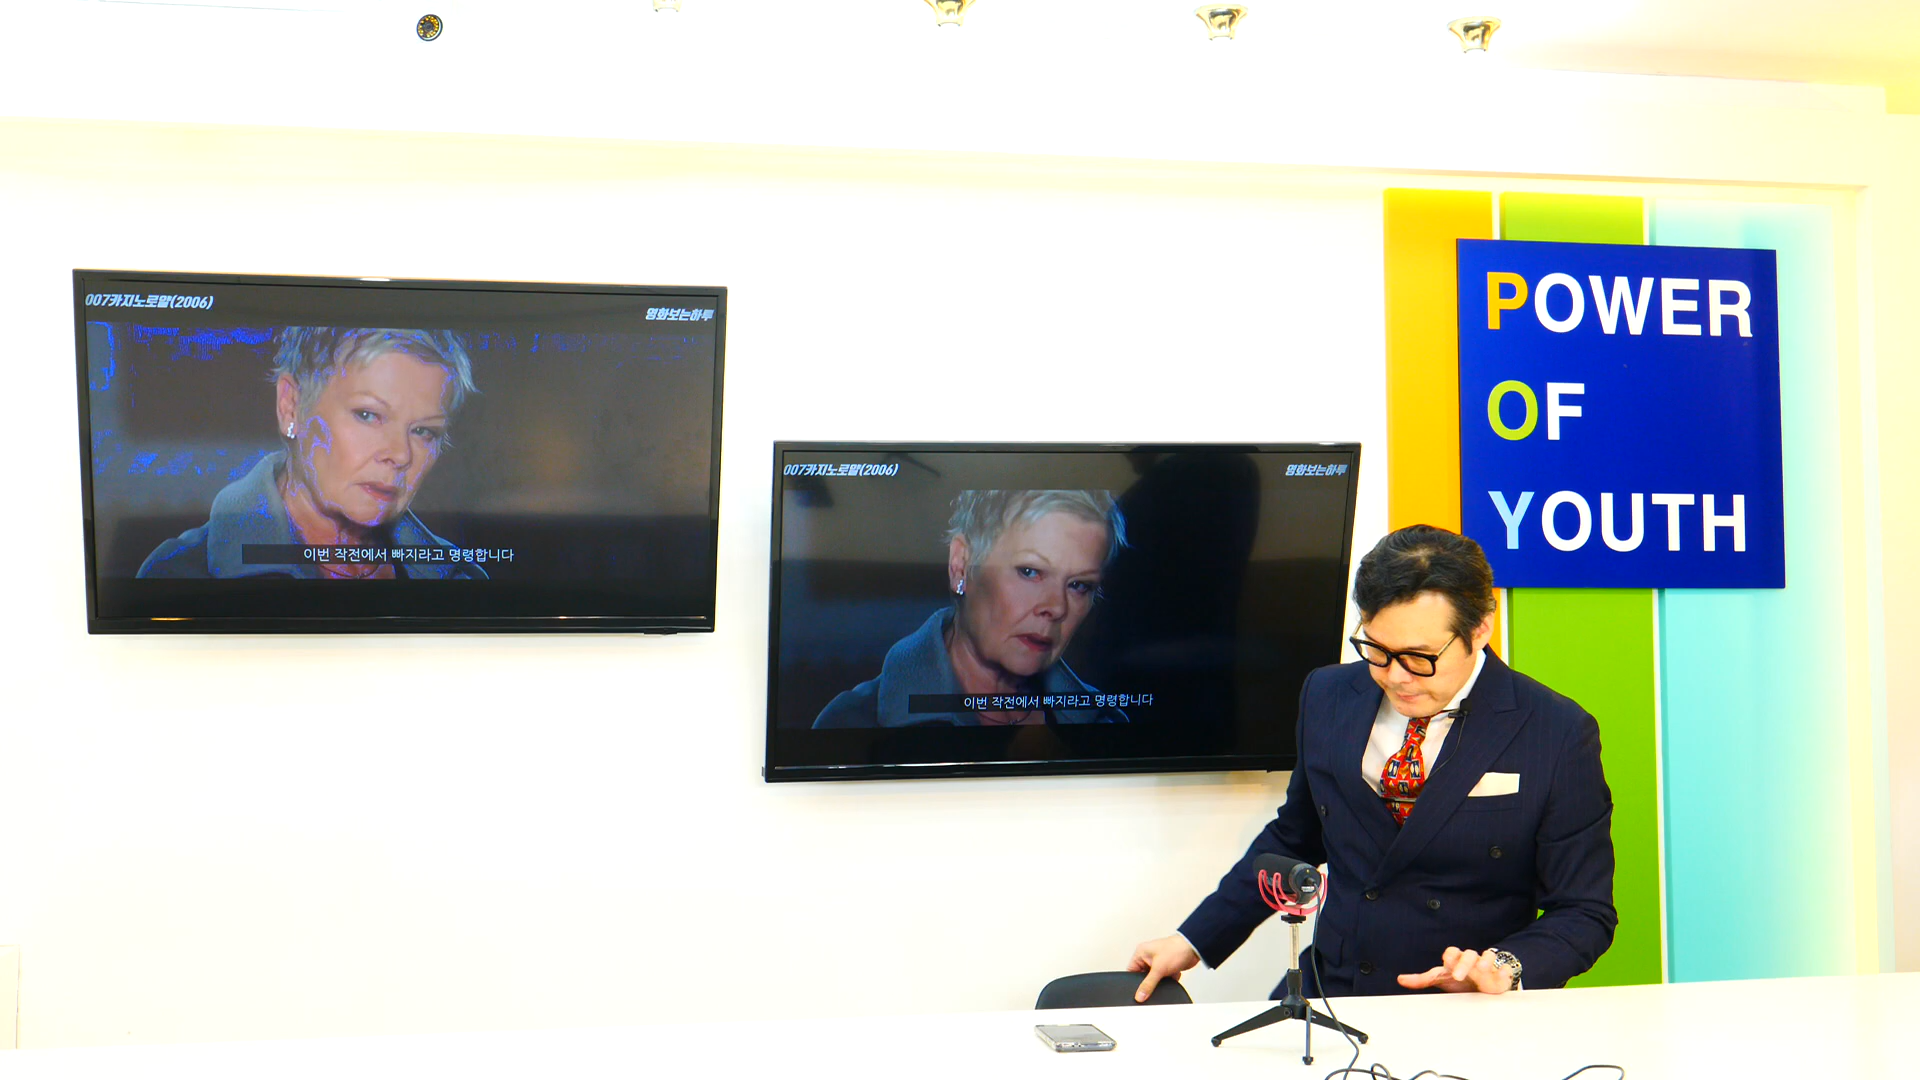 007카지노로얄(2006)
영화보는하루
이번 작전에서 빠지라고 명령합니다
007카지노로얄(2006)
영화보는하루
이번 작전에서 빠지라고 명령합니다
POWER
OF
YOUTH